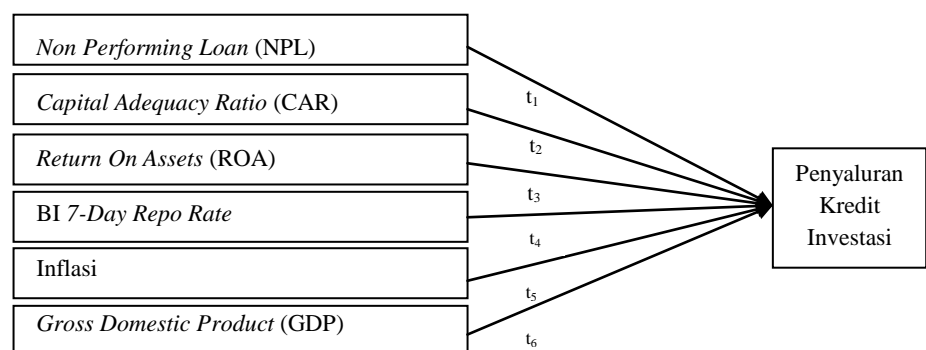 Non Performing Loan (NPL)
Capital Adequacy Ratio (CAR)
Return On Assets (ROA)
BI 7-Day Repo Rate
Inflasi
Gross Domestic Product (GDP)
t₁
t₂
t₃
t₄
t₅
t₆
Penyaluran
Kredit
Investasi